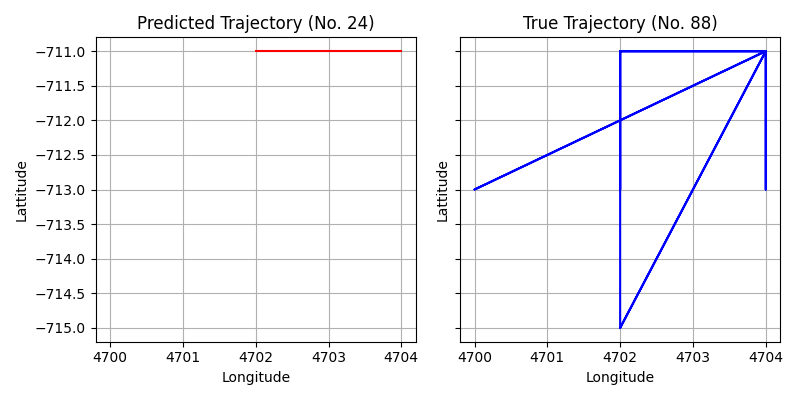 Predicted Trajectory (No. 24)
Lattitude
−711.0
−711.5
−712.0
−712.5
−713.0
−713.5
−714.0
−714.5
−715.0
4700 4701 4702 4703 4704
Longitude
True Trajectory (No. 88)
Lattitude
4700 4701 4702 4703 4704
Longitude